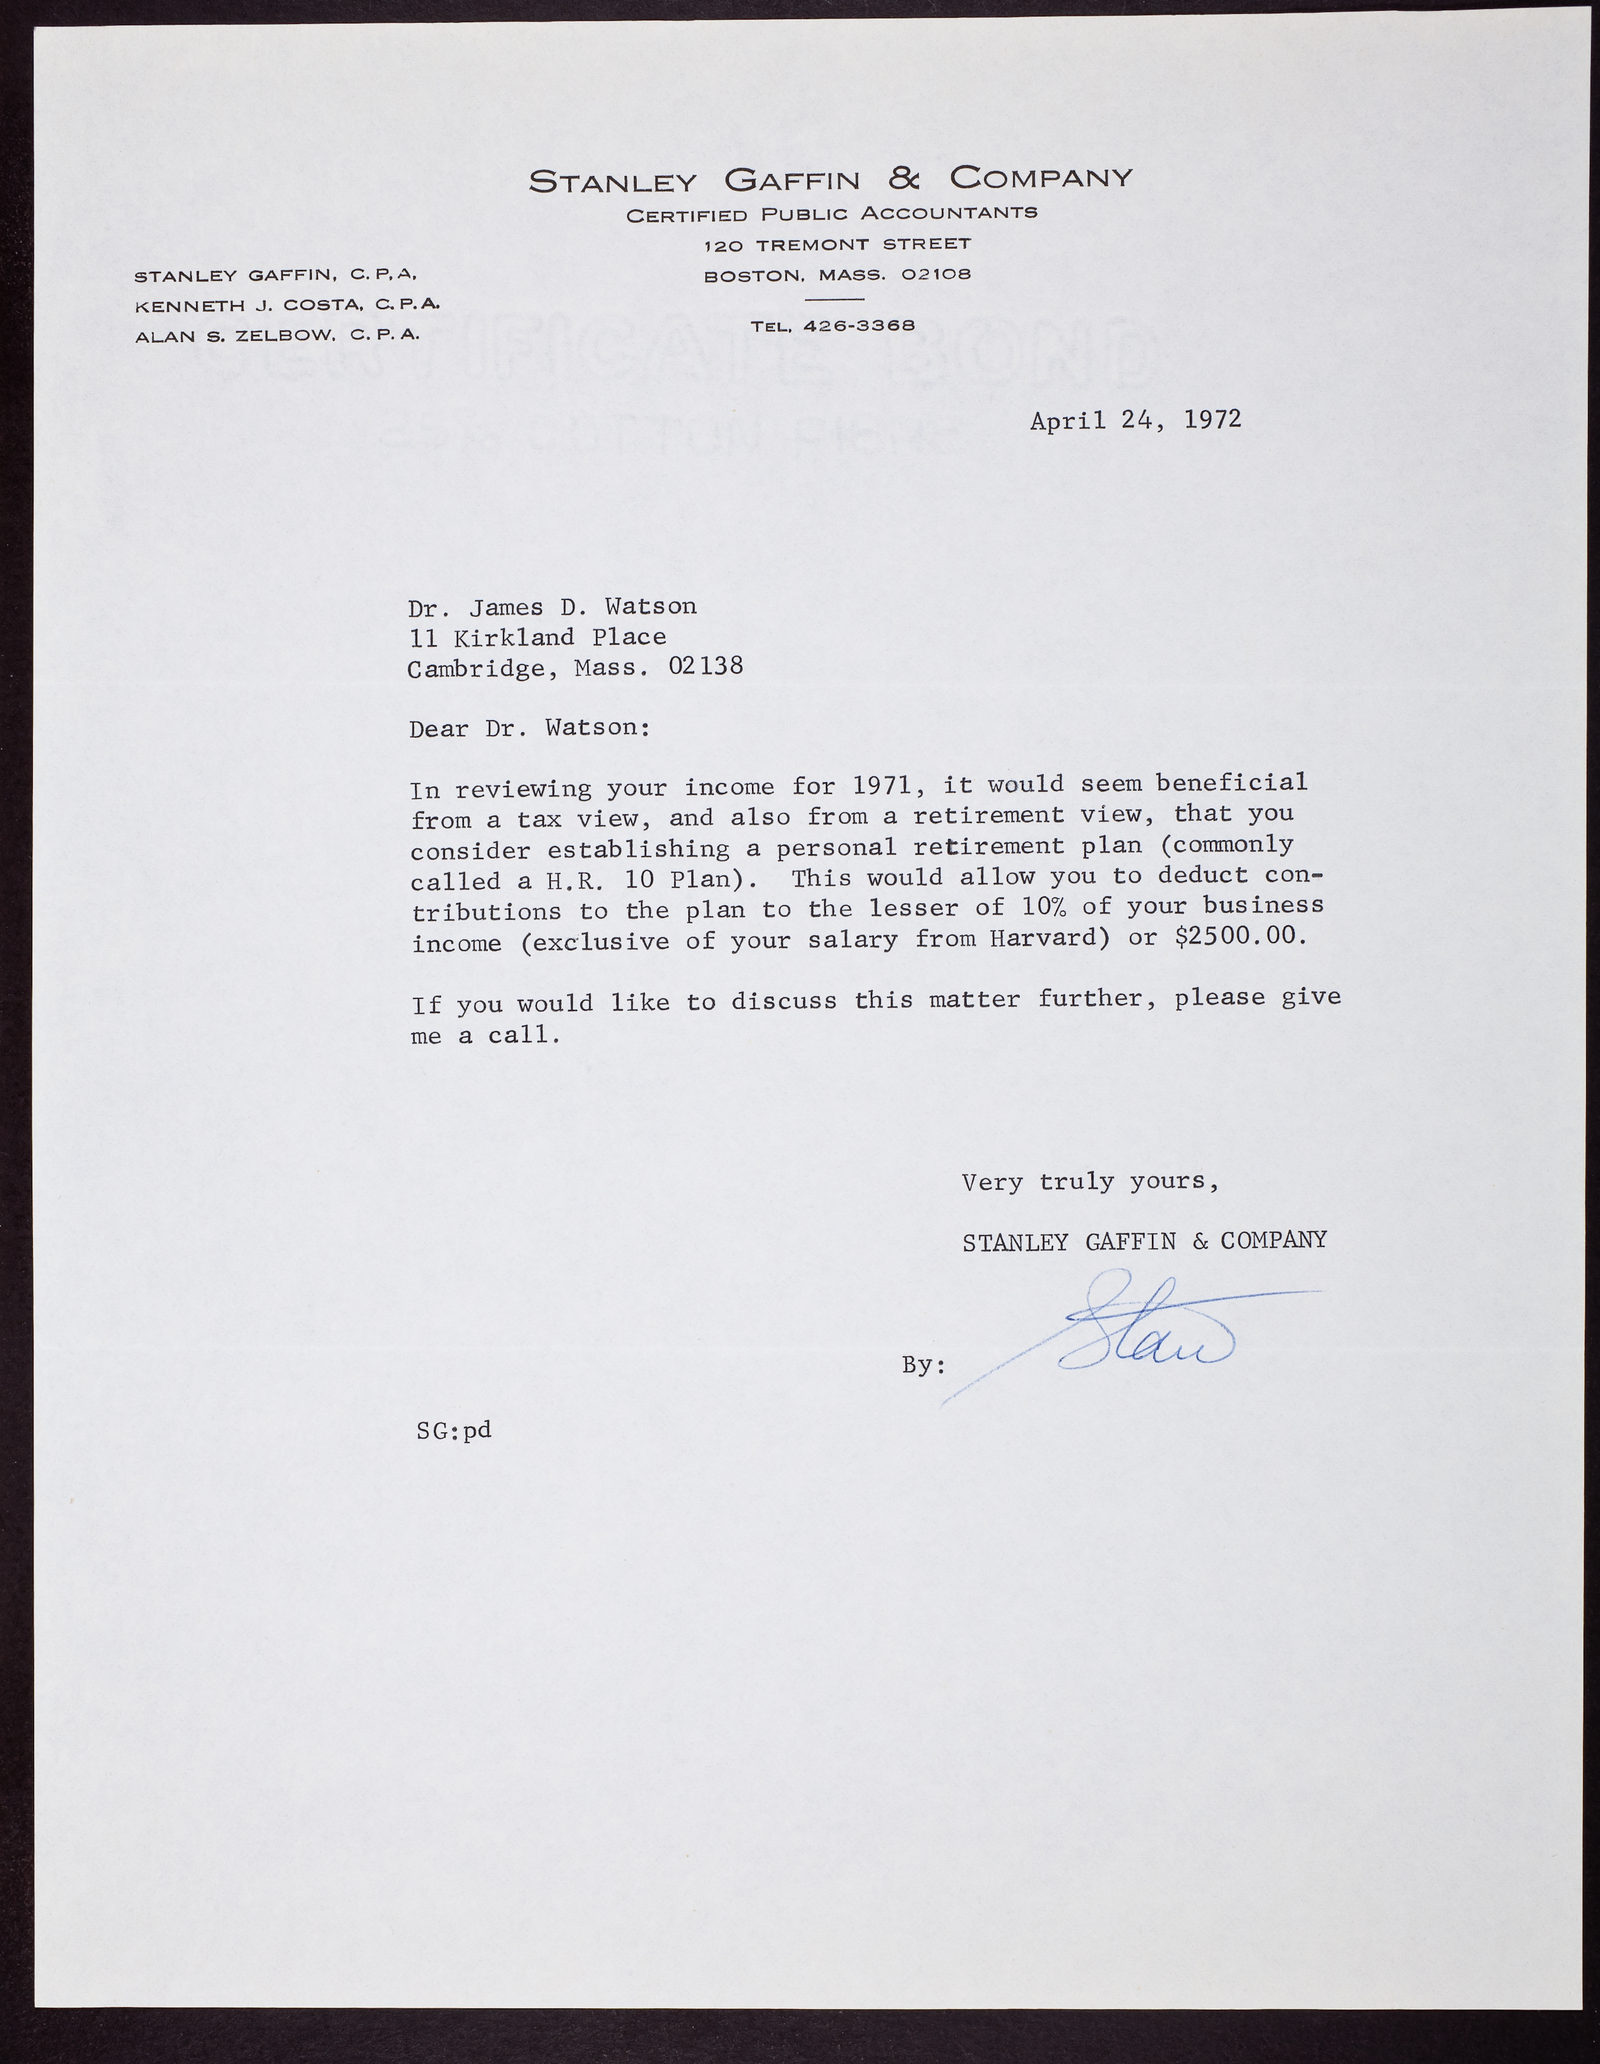 STANLEY GAFFIN & COMPANY
CERTIFIED PUBLIC ACCOUNTANTS
120 TREMONT STREET
BOSTON, MASS. 02108
TEL. 426-3368
STANLEY GAFFIN, C.P.A.
KENNETH J. COSTA, C.P.A.
ALAN S. ZELBOW, C.P.A.
April 24, 1972
Dr. James D. Watson
11 Kirkland Place
Cambridge, Mass. 02138
Dear Dr. Watson:
In reviewing your income for 1971, it would seem beneficial
from a tax view, and also from a retirement view, that you
consider establishing a personal retirement plan (commonly
called a H.R. 10 Plan). This would allow you to deduct con-
tributions to the plan to the lesser of 10% of your business
income (exclusive of your salary from Harvard) or $2500.00.
If you would like to discuss this matter further, please give
me a call.
Very truly yours,
STANLEY GAFFIN & COMPANY
Stan
By:
SG:pd